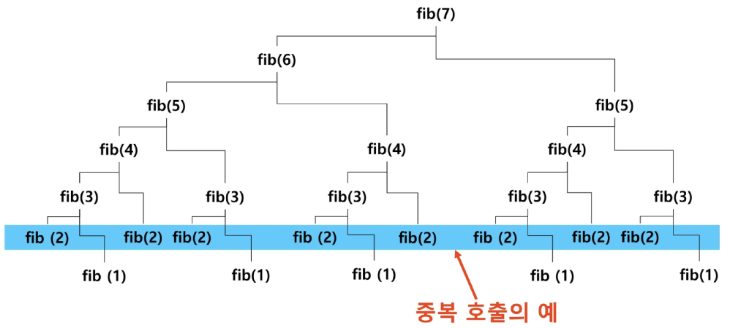 fib(7)
fib(6)
fib(5) fib(5)
fib(4) fib(4) fib(4)
fib(3) fib(3) fib(3) fib(3) fib(3)
fib (2) fib(2) fib(2) fib (2) fib(2) fib (2) fib(2) fib(2)
fib (1) fib(1) fib (1) fib (1) fib(1)
중복 호출의 예